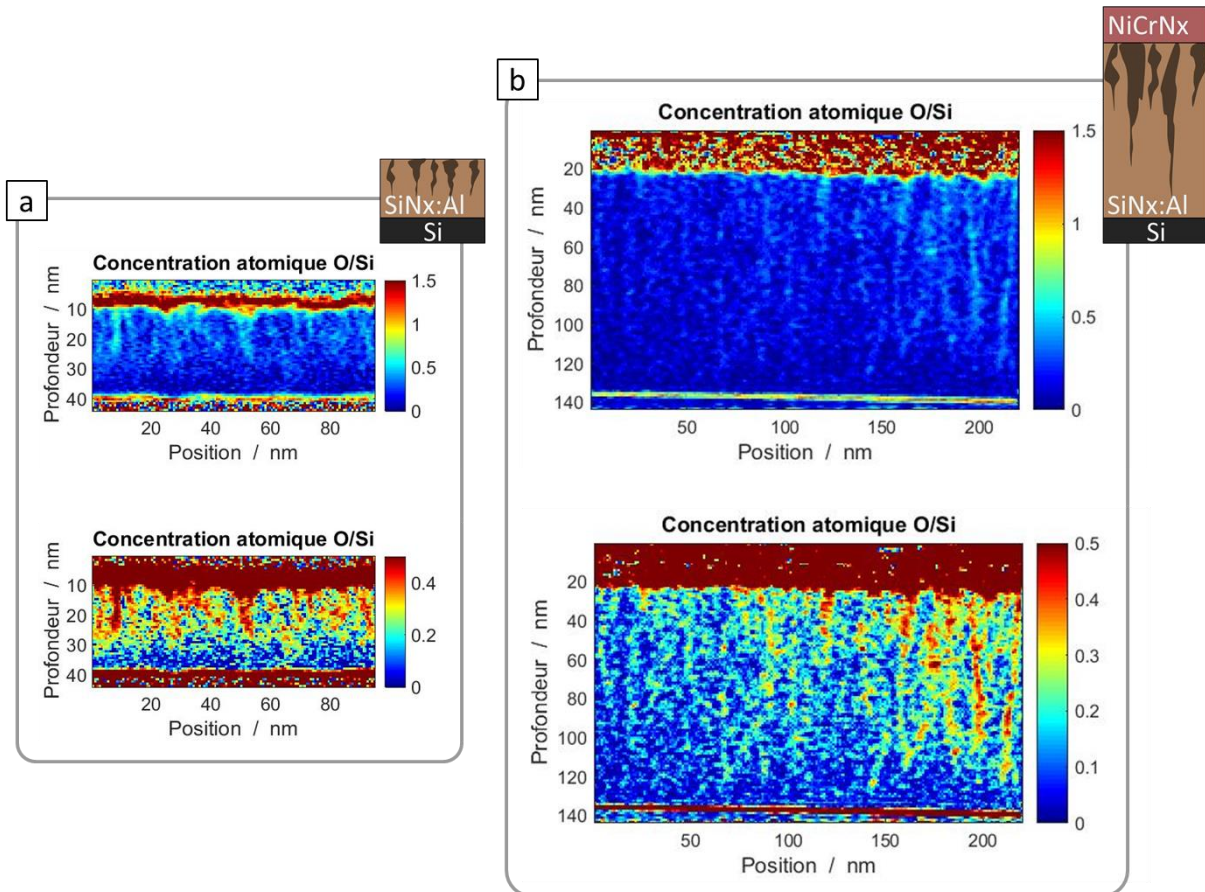 a
SiNx:Al
Si
Concentration atomique O/Si
Profondeur / nm
10
20
30
40
20 40 60 80
Position / nm
1.5
1
0.5
0
Concentration atomique O/Si
Profondeur / nm
10
20
30
40
20 40 60 80
Position / nm
0.4
0.2
0
b
NiCrNx
SiNx:Al
Si
Concentration atomique O/Si
Profondeur / nm
20
40
60
80
100
120
140
50 100 150 200
Position / nm
1.5
1
0.5
0
Concentration atomique O/Si
Profondeur / nm
20
40
60
80
100
120
140
50 100 150 200
Position / nm
0.5
0.4
0.3
0.2
0.1
0